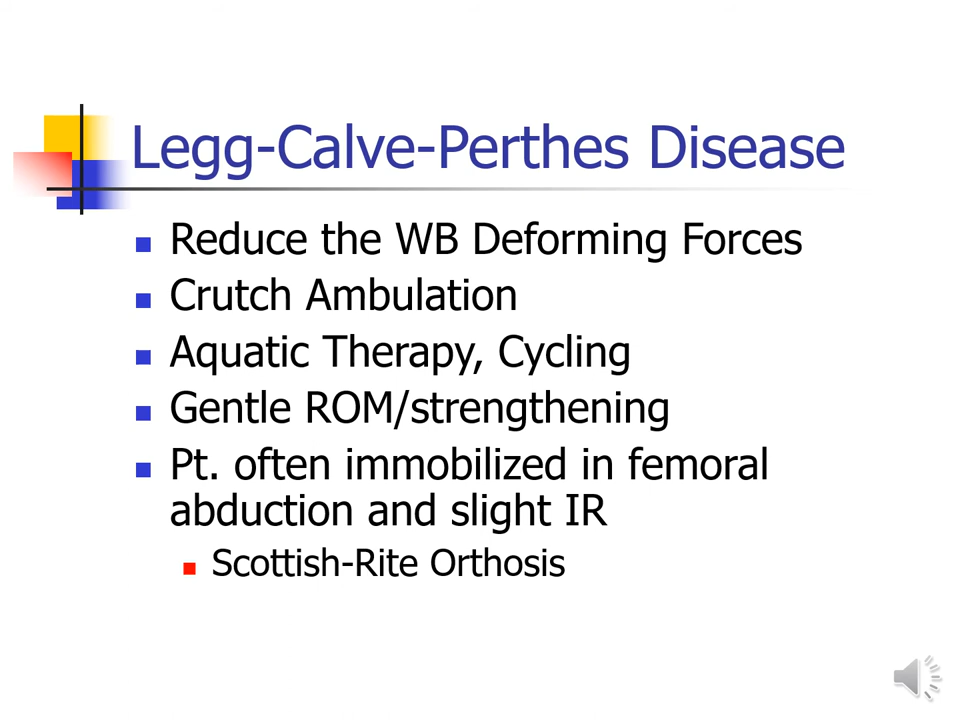 Legg-Calve-Perthes Disease
Reduce the WB Deforming Forces
Crutch Ambulation
Aquatic Therapy, Cycling
Gentle ROM/strengthening
Pt. often immobilized in femoral
abduction and slight IR
Scottish-Rite Orthosis